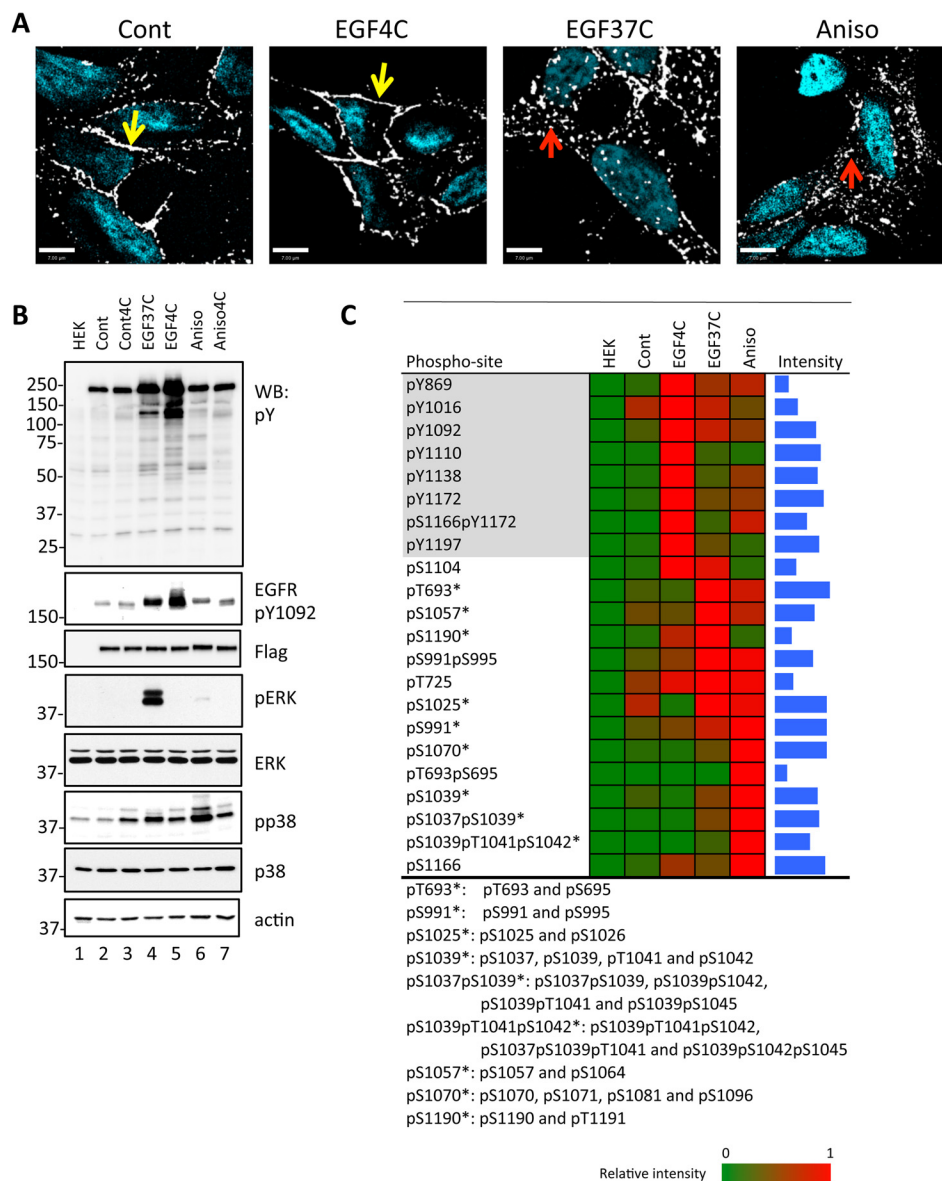 A
Cont
EGF4C
EGF37C
Aniso
7.00 µm
7.00 µm
7.00 µm
7.00 µm
B
HEK
Cont
Cont4C
EGF37C
EGF4C
Aniso
Aniso4C
250-
150-
100-
75-
50-
37-
25-
WB:
pY
150-
EGFR
pY1092
150-
Flag
37-
pERK
37-
ERK
37-
pp38
37-
p38
37-
actin
1 2 3 4 5 6 7
C
Phospho-site
HEK
Cont
EGF4C
EGF37C
Aniso
Intensity
pY869
pY1016
pY1092
pY1110
pY1138
pY1172
pS1166pY1172
pY1197
pS1104
pT693*
pS1057*
pS1190*
pS991pS995
pT725
pS1025*
pS991*
pS1070*
pT693pS695
pS1039*
pS1037pS1039*
pS1039pT1041pS1042*
pS1166
pT693*: pT693 and pS695
pS991*: pS991 and pS995
pS1025*: pS1025 and pS1026
pS1039*: pS1037, pS1039, pT1041 and pS1042
pS1037pS1039*: pS1037pS1039, pS1039pS1042,
pS1039pT1041 and pS1039pS1045
pS1039pT1041pS1042*: pS1039pT1041pS1042,
pS1037pS1039pT1041 and pS1039pS1042pS1045
pS1057*: pS1057 and pS1064
pS1070*: pS1070, pS1071, pS1081 and pS1096
pS1190*: pS1190 and pT1191
0 1
Relative intensity